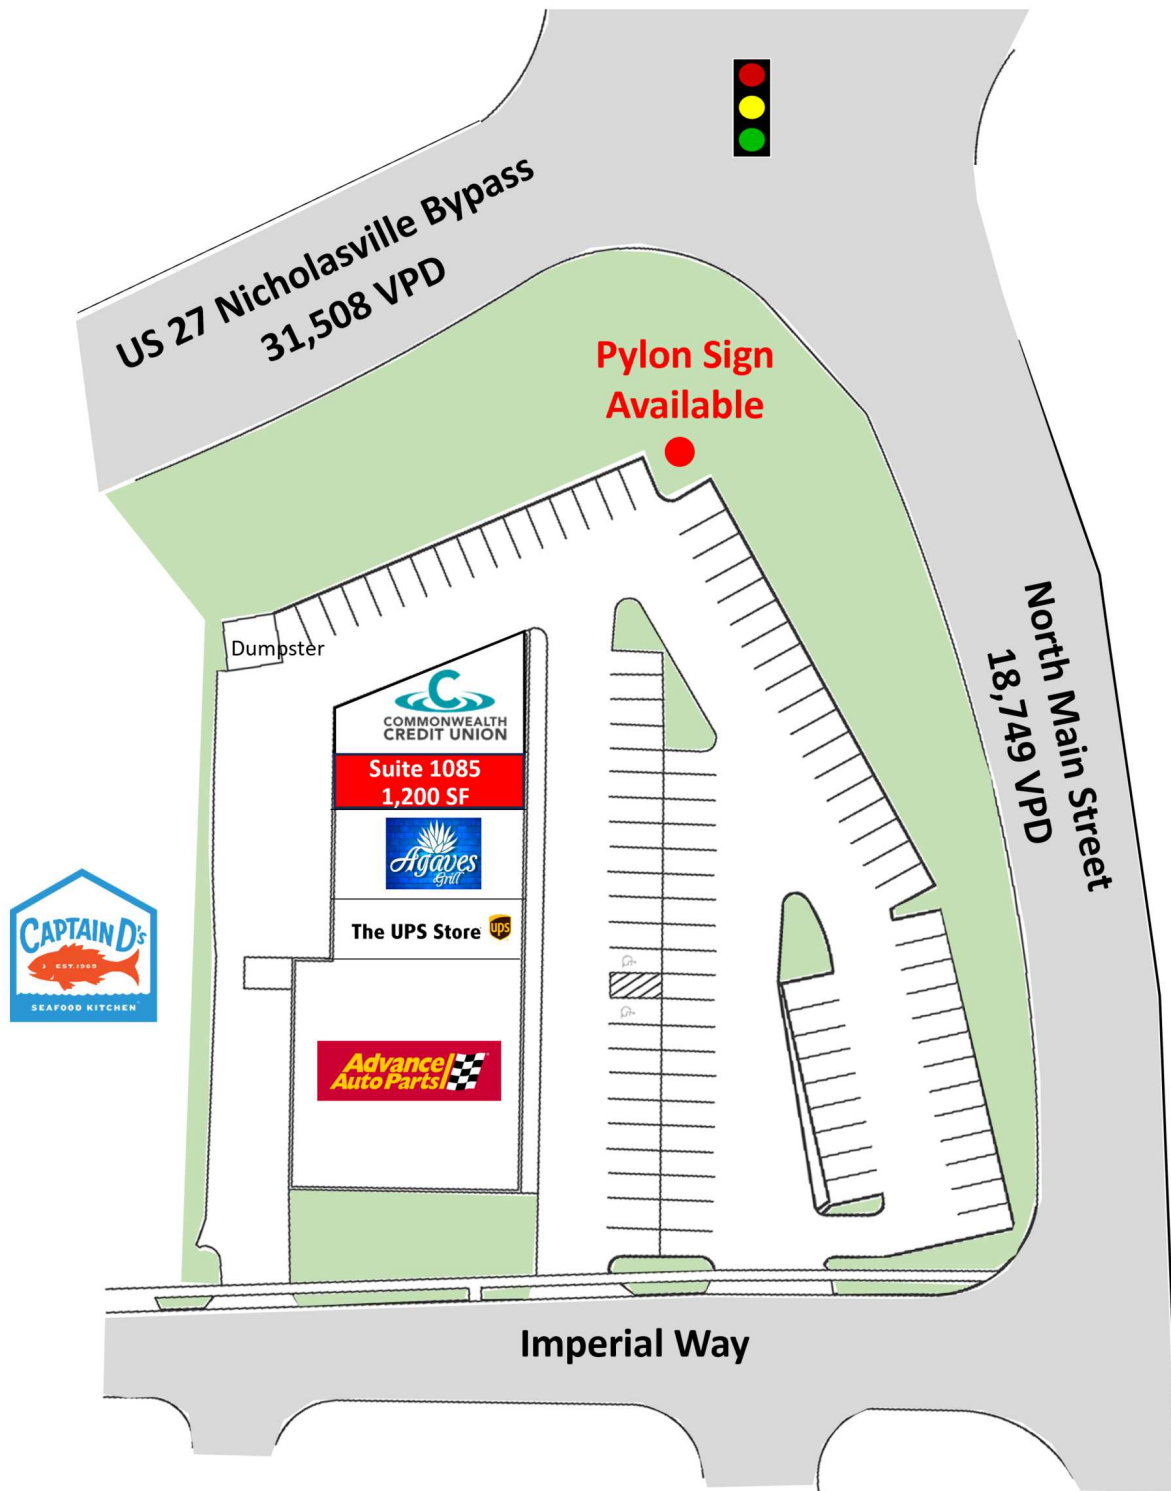 US 27 Nicholasville Bypass
31,508 VPD
Pylon Sign
Available
North Main Street
18,749 VPD
Dumpster
C
COMMONWEALTH
CREDIT UNION
Suite 1085
1,200 SF
Agaves
Grill
The UPS Store ups
CAPTAIN D's
EST. 1969
SEAFOOD KITCHEN
Advance
Auto Parts
Imperial Way